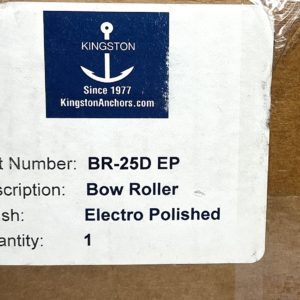 KINGSTON
Since 1977
KingstonAnchors.com
t Number: BR-25D EP
scription: Bow Roller
sh: Electro Polished
antity: 1